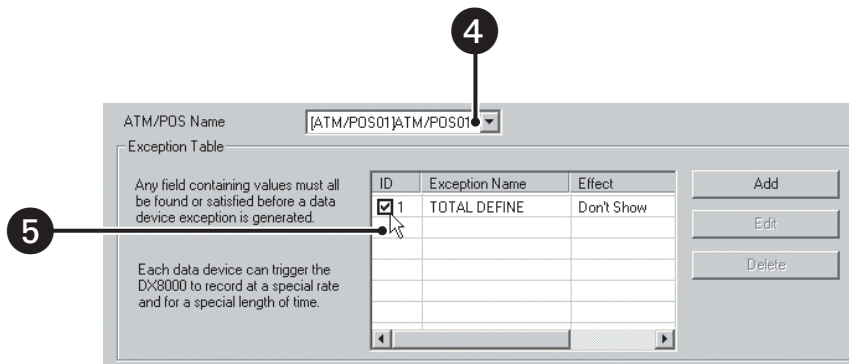 4
ATM/POS Name
[ATM/POS01]ATM/POS01
Exception Table
Any field containing values must all
be found or satisfied before a data
device exception is generated.
Each data device can trigger the
DX8000 to record at a special rate
and for a special length of time.
ID Exception Name Effect
1 TOTAL DEFINE Don't Show
Add
Edit
Delete
5